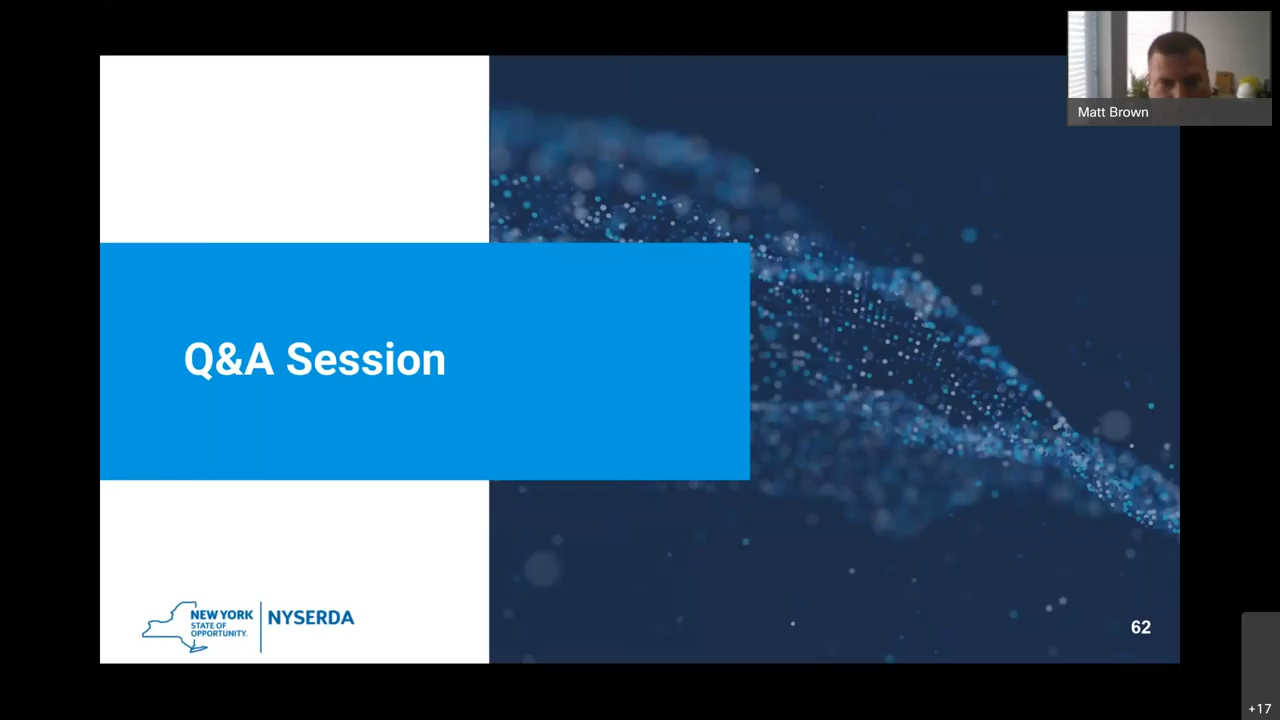 Matt Brown
Q&A Session
NEW YORK
STATE OF
OPPORTUNITY.
NYSERDA
62
+17